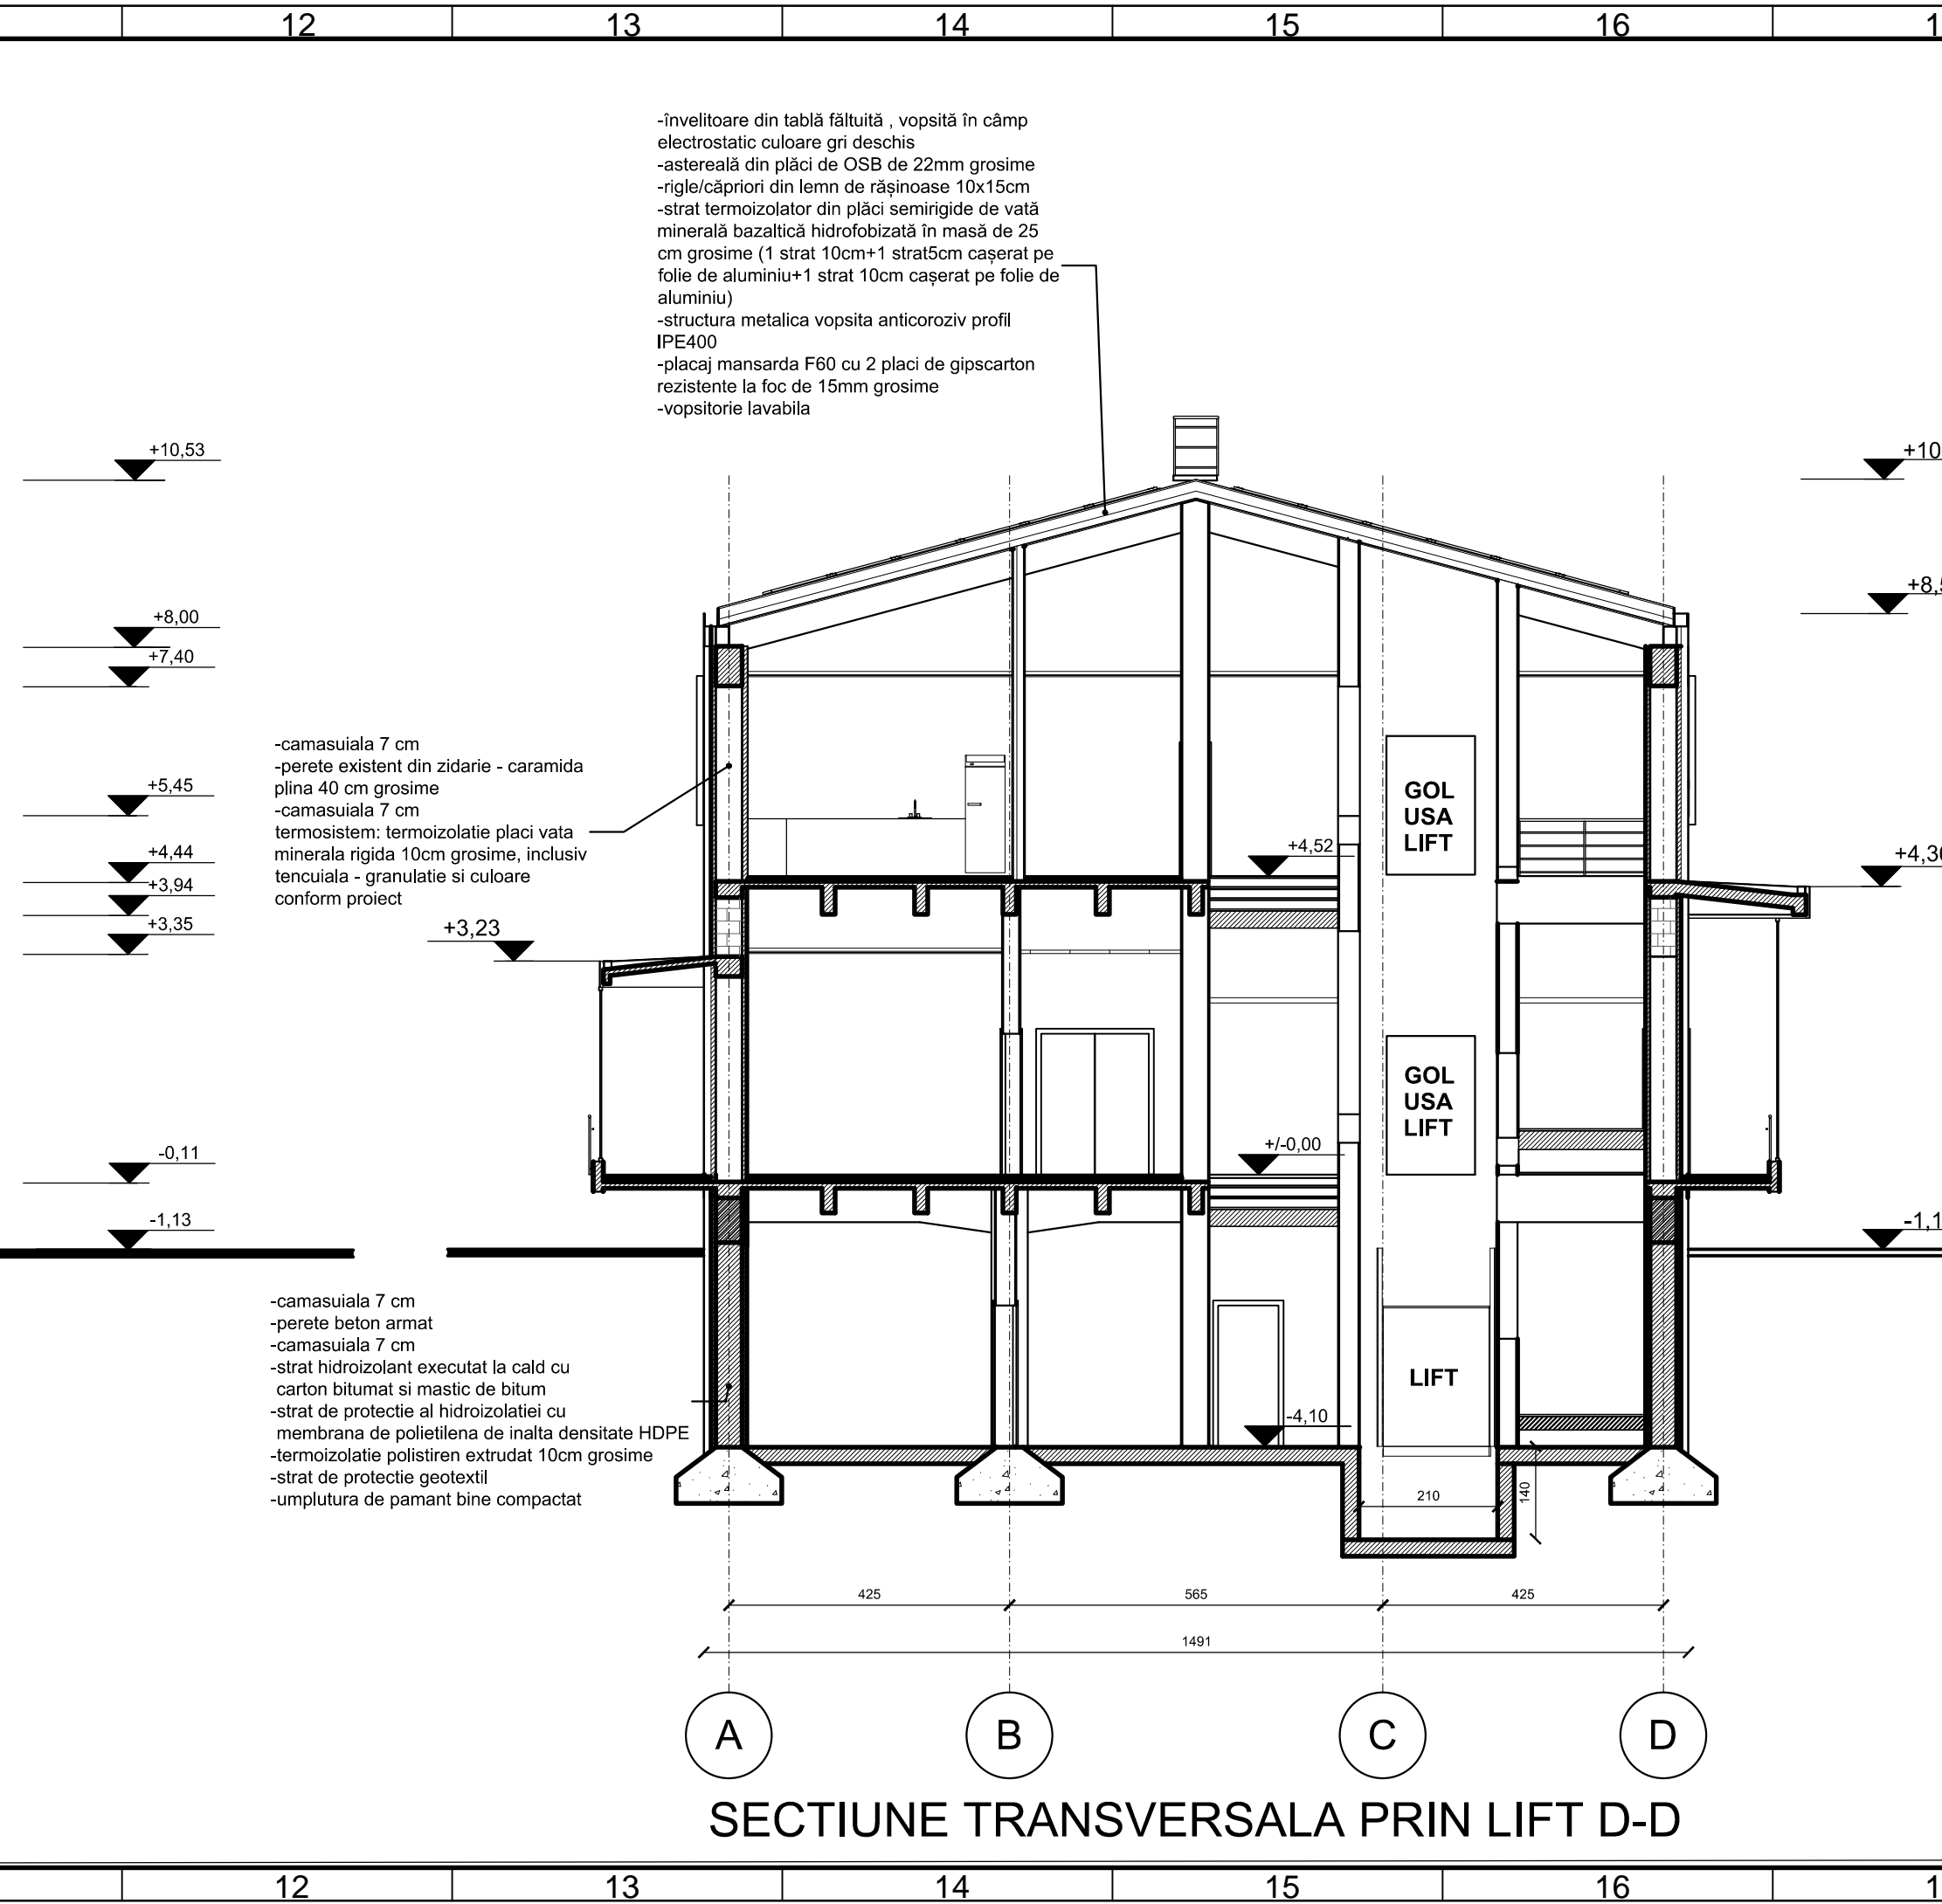 12 13 14 15 16
-învelitoare din tablă făltuită , vopsită în câmp
electrostatic culoare gri deschis
-astereală din plăci de OSB de 22mm grosime
-rigle/căpriori din lemn de rășinoase 10x15cm
-strat termoizolator din plăci semirigide de vată
minerală bazaltică hidrofobizată în masă de 25
cm grosime (1 strat 10cm+1 strat5cm cașerat pe
folie de aluminiu+1 strat 10cm cașerat pe folie de
aluminiu)
-structura metalica vopsita anticoroziv profil
IPE400
-placaj mansarda F60 cu 2 placi de gipscarton
rezistente la foc de 15mm grosime
-vopsitorie lavabila
+10,53
+10
+8,00
+8,5
+7,40
+5,45
+4,44
+3,94
+3,35
-0,11
-1,13
-camasuiala 7 cm
-perete existent din zidarie - caramida
plina 40 cm grosime
-camasuiala 7 cm
termosistem: termoizolatie placi vata
minerala rigida 10cm grosime, inclusiv
tencuiala - granulatie si culoare
conform proiect
+3,23
GOL
USA
LIFT
+4,52
+4,30
GOL
USA
LIFT
+/-0,00
-1,1
-camasuiala 7 cm
-perete beton armat
-camasuiala 7 cm
-strat hidroizolant executat la cald cu
carton bitumat si mastic de bitum
-strat de protectie al hidroizolatiei cu
membrana de polietilena de inalta densitate HDPE
-termoizolatie polistiren extrudat 10cm grosime
-strat de protectie geotextil
-umplutura de pamant bine compactat
LIFT
-4,10
210
140
425 565 425
1491
A B C D
SECTIUNE TRANSVERSALA PRIN LIFT D-D
12 13 14 15 16